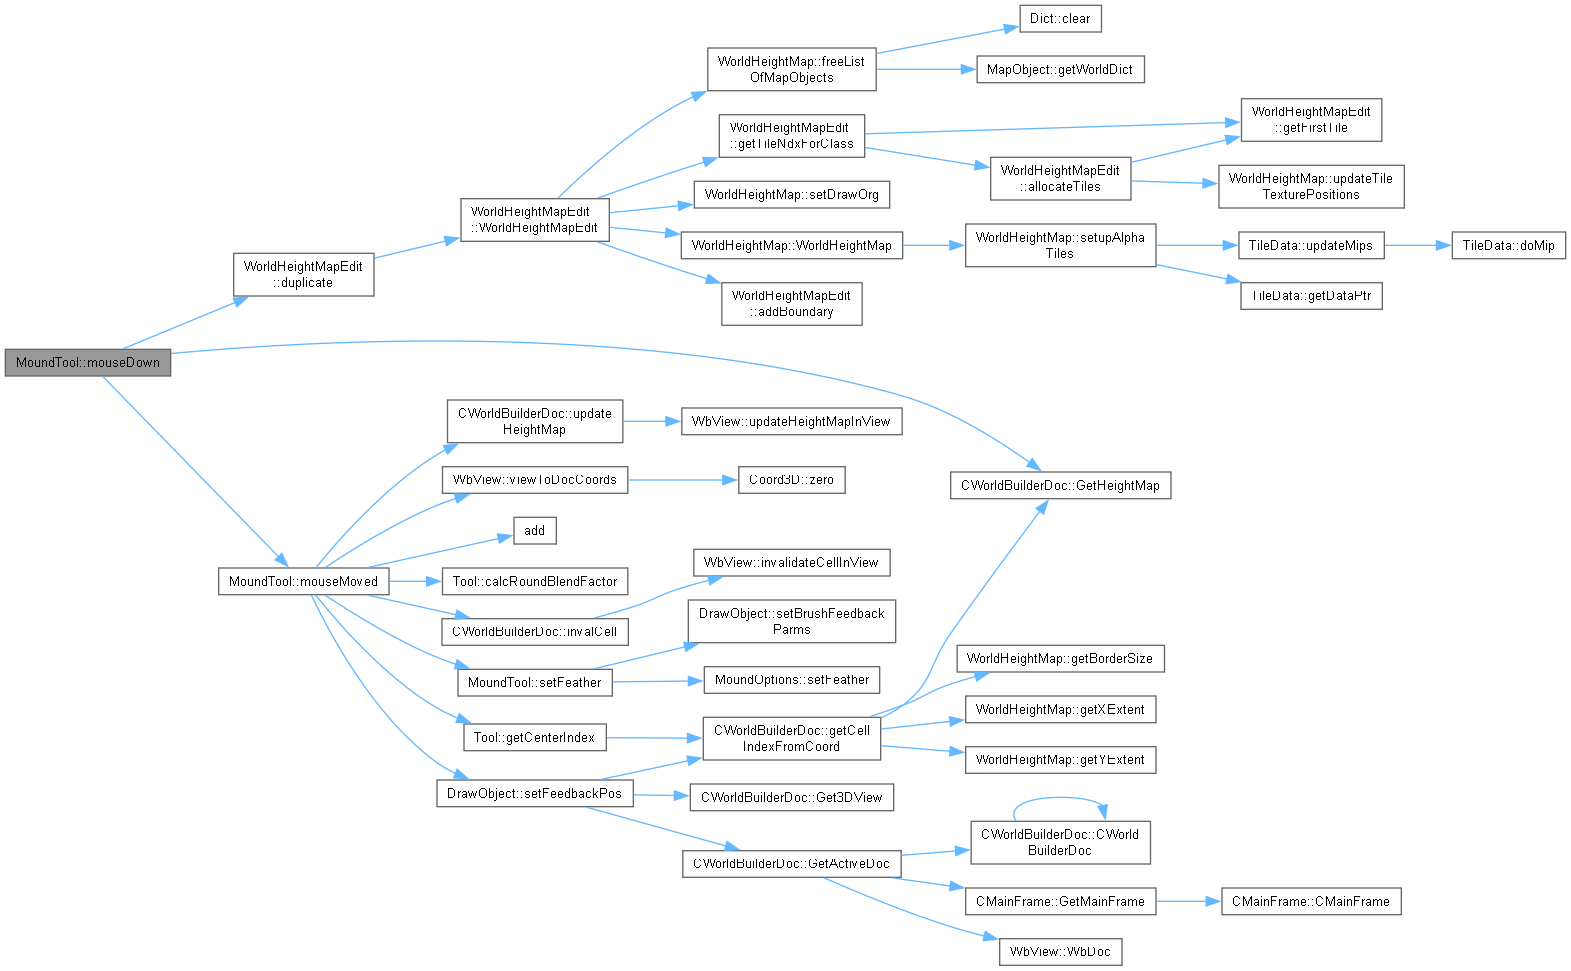 Dict::clear
WorldHeightMap::freeList
OfMapObjects
MapObject::getWorldDict
WorldHeightMapEdit
::getFirstTile
WorldHeightMapEdit
::getTileNdxForClass
WorldHeightMapEdit
::allocateTiles
WorldHeightMap::updateTile
TexturePositions
WorldHeightMap::setDrawOrg
WorldHeightMapEdit
::WorldHeightMapEdit
WorldHeightMap::WorldHeightMap
WorldHeightMap::setupAlpha
Tiles
TileData::updateMips
TileData::doMip
WorldHeightMapEdit
::duplicate
WorldHeightMapEdit
::addBoundary
TileData::getDataPtr
MoundTool::mouseDown
CWorldBuilderDoc::update
HeightMap
WbView::updateHeightMapInView
WbView::viewToDocCoords
Coord3D::zero
CWorldBuilderDoc::GetHeightMap
add
WbView::invalidateCellInView
MoundTool::mouseMoved
Tool::calcRoundBlendFactor
DrawObject::setBrushFeedback
Parms
CWorldBuilderDoc::invalCell
WorldHeightMap::getBorderSize
MoundTool::setFeather
MoundOptions::setFeather
WorldHeightMap::getXExtent
Tool::getCenterIndex
CWorldBuilderDoc::getCell
IndexFromCoord
WorldHeightMap::getYExtent
DrawObject::setFeedbackPos
CWorldBuilderDoc::Get3DView
CWorldBuilderDoc::CWorld
BuilderDoc
CWorldBuilderDoc::GetActiveDoc
CMainFrame::GetMainFrame
CMainFrame::CMainFrame
WbView::WbDoc